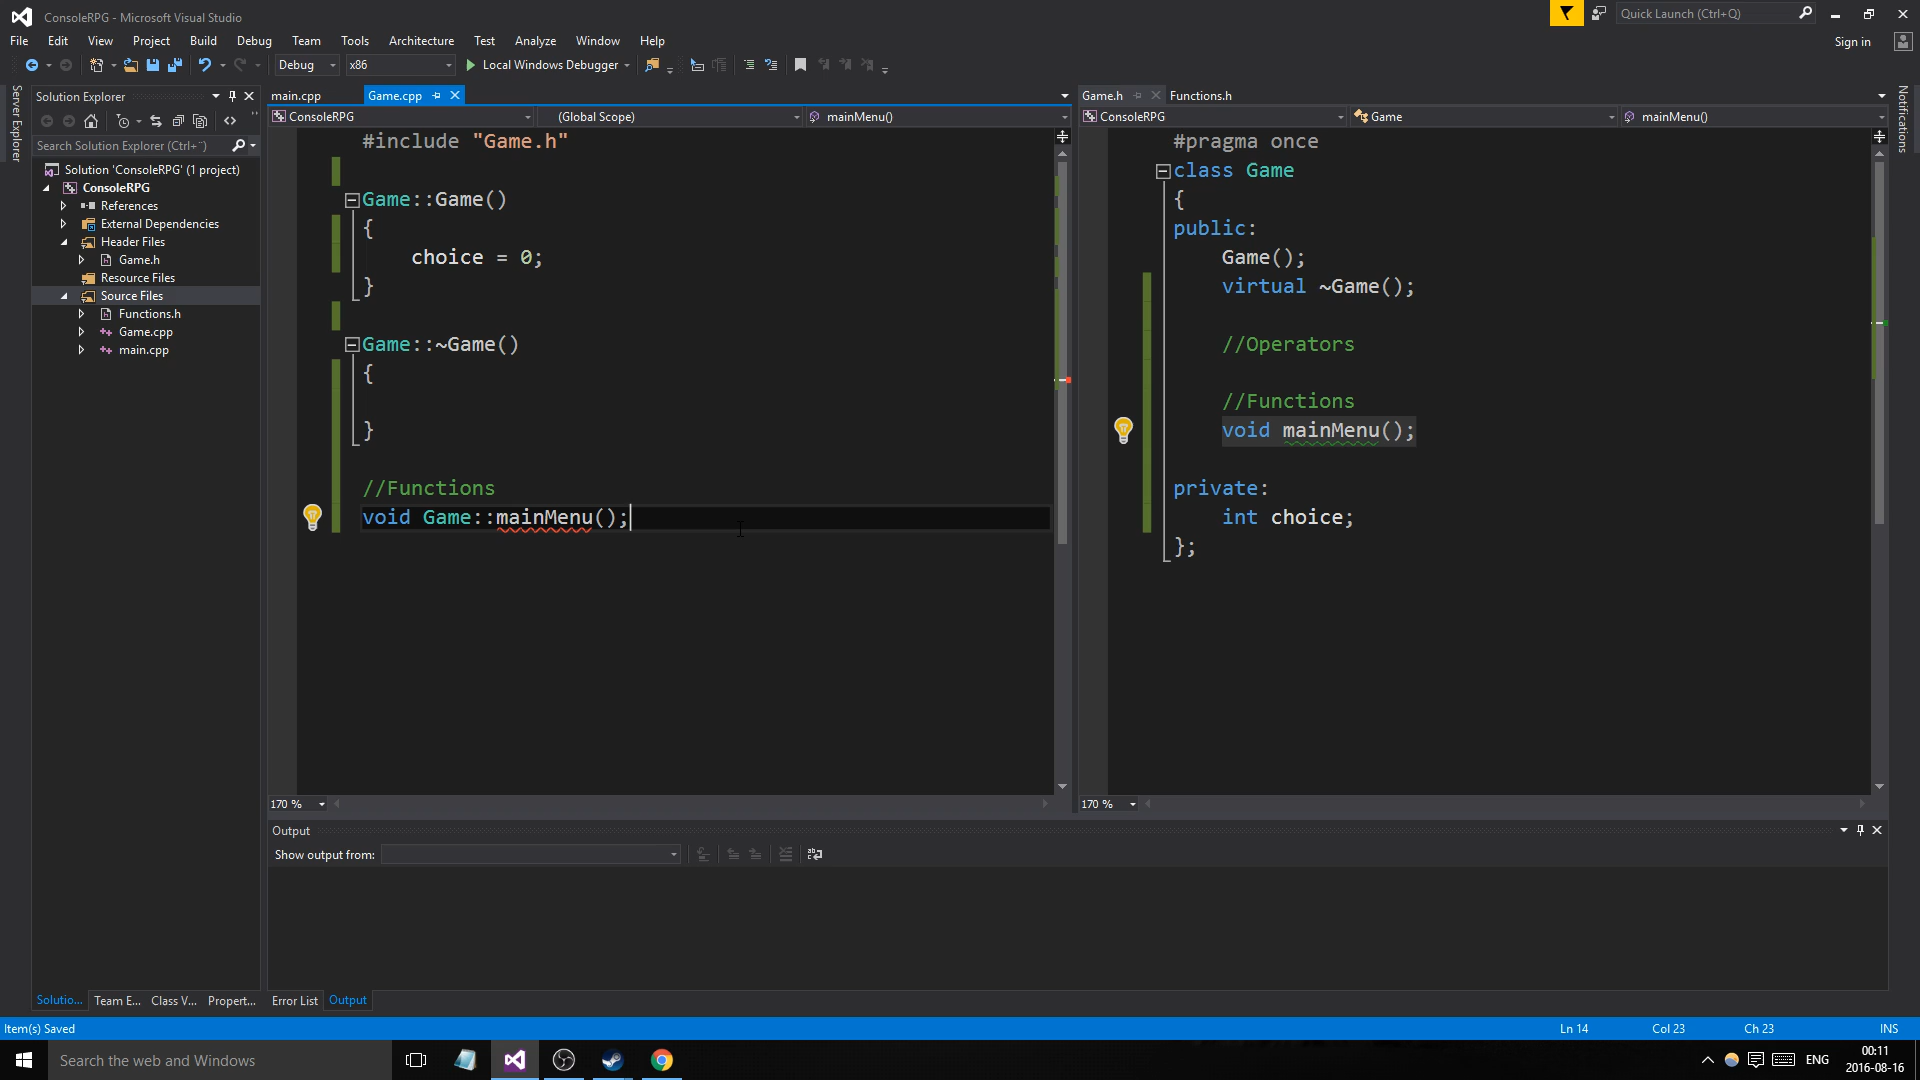 ConsoleRPG - Microsoft Visual Studio
Quick Launch (Ctrl+Q)
File Edit View Project Build Debug Team Tools Architecture Test Analyze Window Help
Sign in
Debug x86 Local Windows Debugger
Server Explorer
Solution Explorer
Search Solution Explorer (Ctrl+¨)
Solution 'ConsoleRPG' (1 project)
ConsoleRPG
References
External Dependencies
Header Files
Game.h
Resource Files
Source Files
Functions.h
Game.cpp
main.cpp
main.cpp Game.cpp
ConsoleRPG (Global Scope) mainMenu()
#include "Game.h"
Game::Game()
{
choice = 0;
}
Game::~Game()
{
}
//Functions
void Game::mainMenu();
170 %
Game.h Functions.h
ConsoleRPG Game mainMenu()
#pragma once
class Game
{
public:
Game();
virtual ~Game();
//Operators
//Functions
void mainMenu();
private:
int choice;
};
170 %
Notifications
Output
Show output from:
Solutio... Team E... Class V... Propert... Error List Output
Item(s) Saved
Ln 14 Col 23 Ch 23 INS
Search the web and Windows
ENG
00:11
2016-08-16